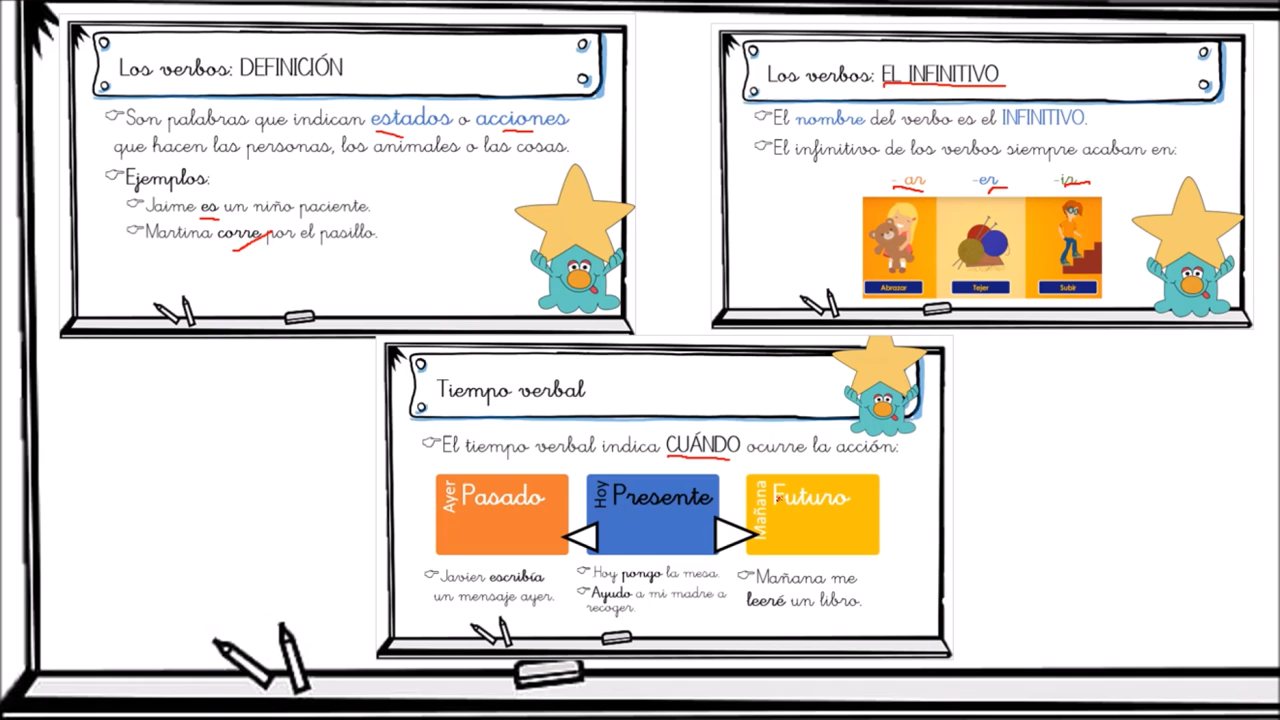 Los verbos: DEFINICIÓN
Son palabras que indican estados o acciones
que hacen las personas, los animales o las cosas.
Ejemplos:
Jaime es un niño paciente.
Martina corre por el pasillo.
Los verbos: EL INFINITIVO
El nombre del verbo es el INFINITIVO.
El infinitivo de los verbos siempre acaban en:
-ar -er -ir
Abrazar Tejer Subir
Tiempo verbal
El tiempo verbal indica CUÁNDO ocurre la acción:
Ayer Pasado
Hoy Presente
Mañana Futuro
Javier escribía
un mensaje ayer.
Hoy pongo la mesa.
Ayudo a mi madre a
recoger.
Mañana me
leeré un libro.